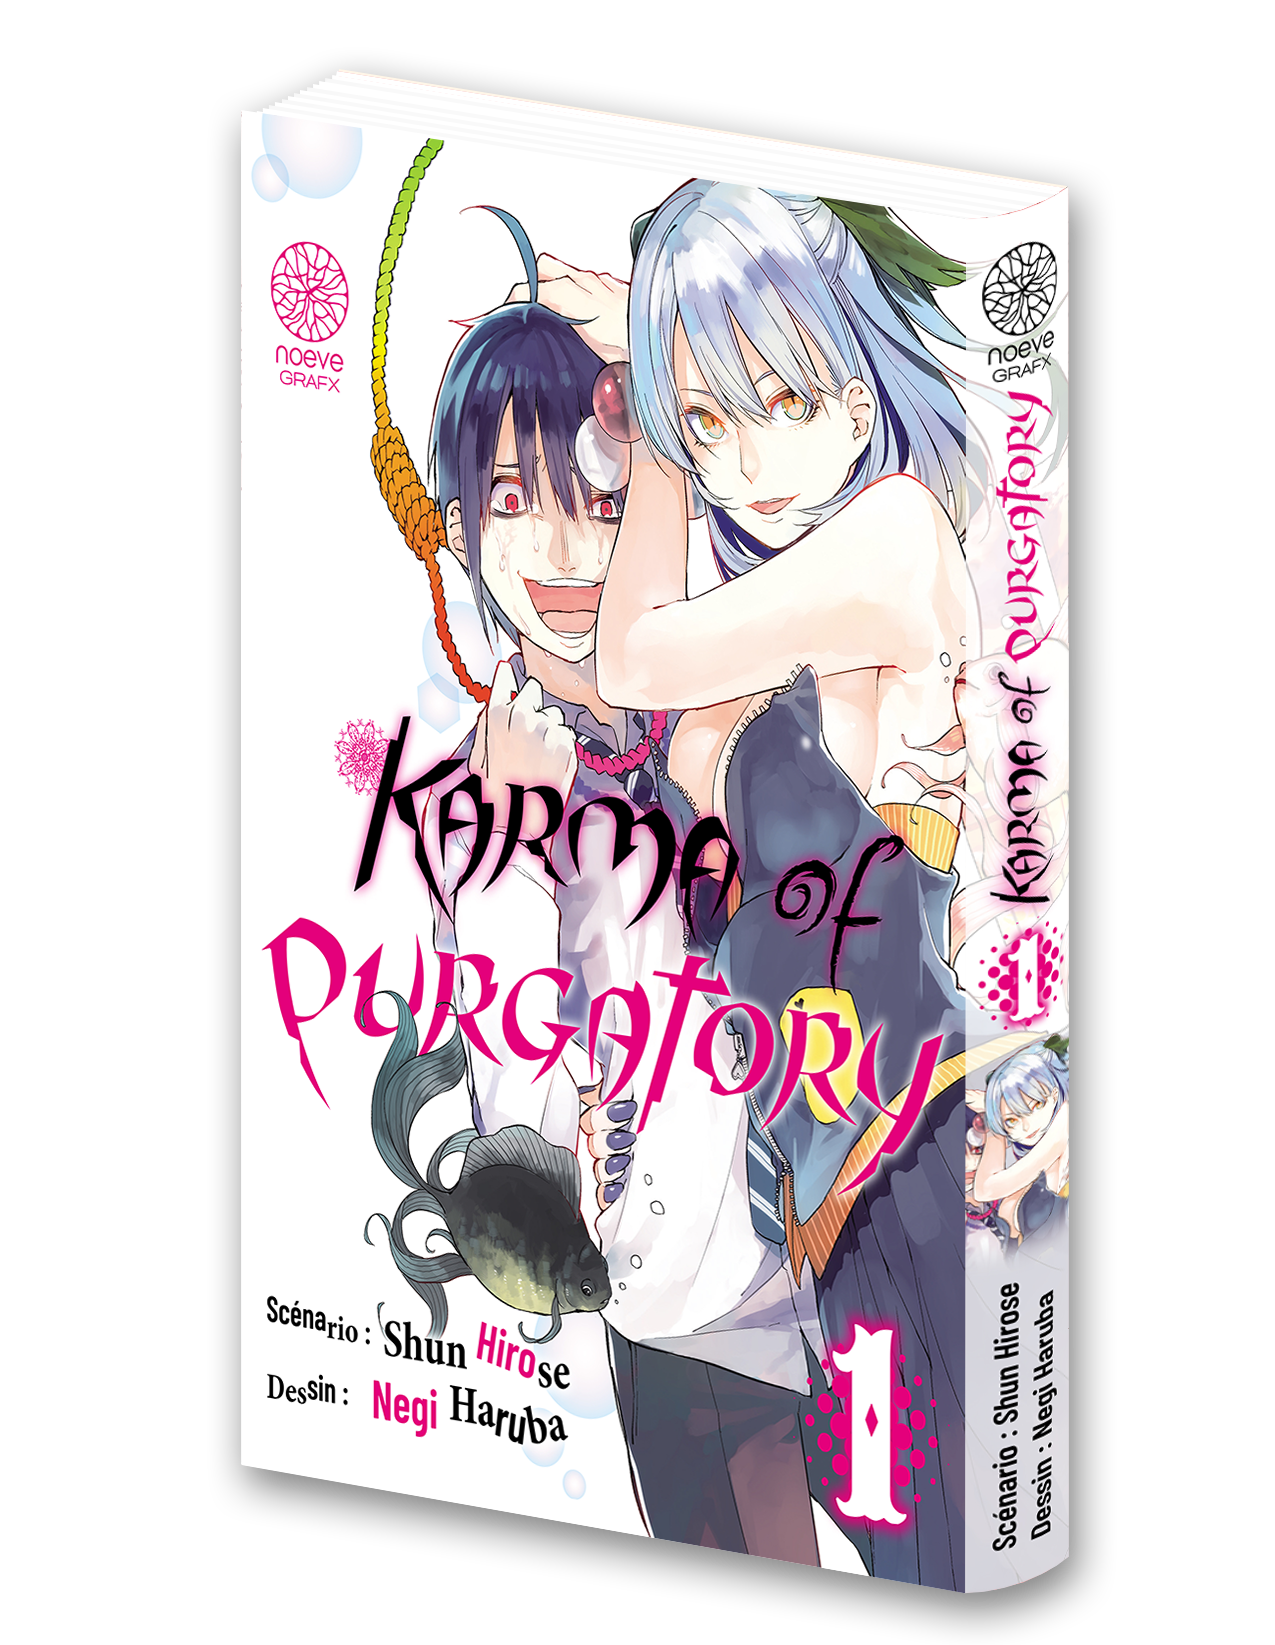 noeve
GRAFX
KARMA of
PURGATORY
Scénario : Shun Hirose
Dessin : Negi Haruba
1
noeve
GRAFX
KARMA of PURGATORY
1
Scénario : Shun Hirose
Dessin : Negi Haruba